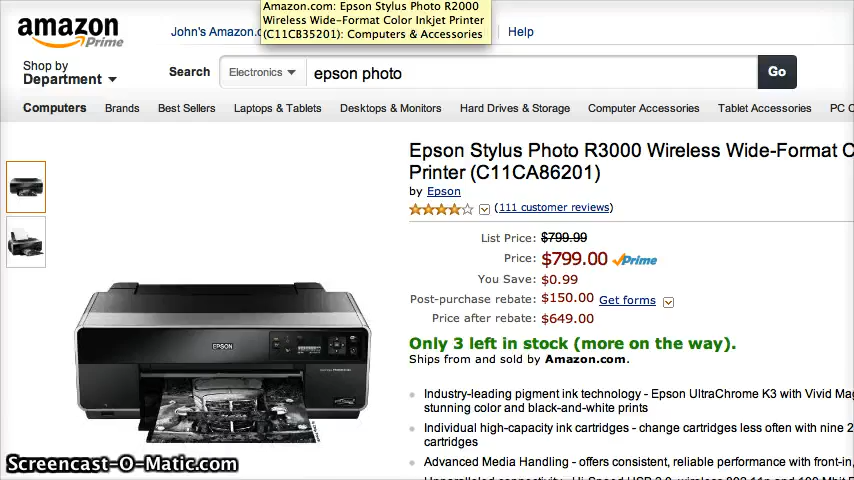 Amazon.com: Epson Stylus Photo R2000
Wireless Wide-Format Color Inkjet Printer
(C11CB35201): Computers & Accessories
amazon
Prime
John's Amazon.c
Help
Shop by
Department
Search
Electronics
epson photo
Go
Computers Brands Best Sellers Laptops & Tablets Desktops & Monitors Hard Drives & Storage Computer Accessories Tablet Accessories PC C
Epson Stylus Photo R3000 Wireless Wide-Format C
Printer (C11CA86201)
by Epson
(111 customer reviews)
List Price: $799.99
Price: $799.00 Prime
You Save: $0.99
Post-purchase rebate: $150.00 Get forms
Price after rebate: $649.00
Only 3 left in stock (more on the way).
Ships from and sold by Amazon.com.
Industry-leading pigment ink technology - Epson UltraChrome K3 with Vivid Mag
stunning color and black-and-white prints
Individual high-capacity ink cartridges - change cartridges less often with nine 2
cartridges
Advanced Media Handling - offers consistent, reliable performance with front-in
EPSON
Screencast-O-Matic.com